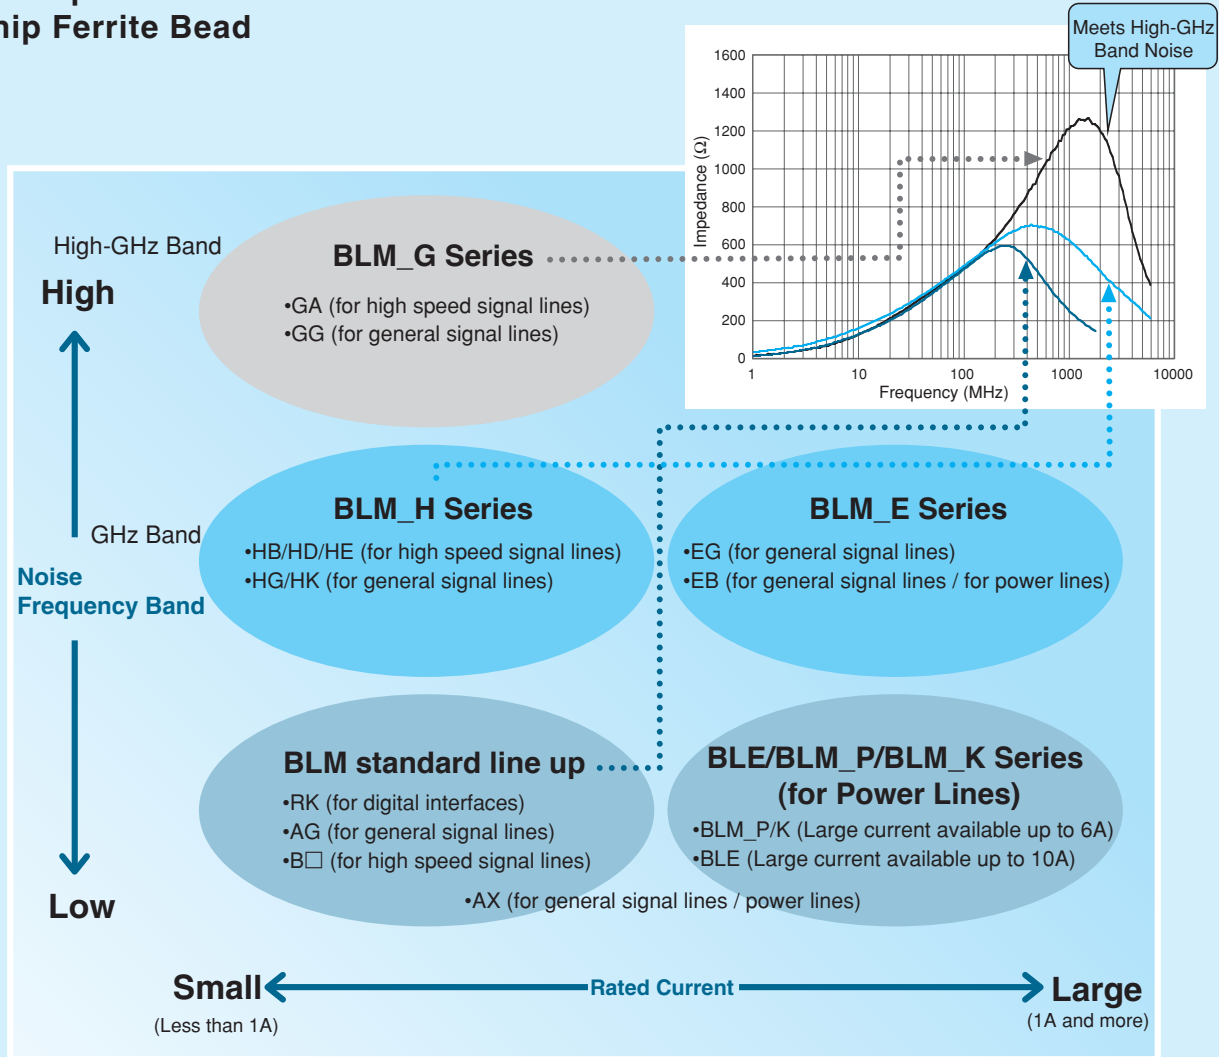 hip Ferrite Bead
Meets High-GHz
Band Noise
1600
1400
1200
1000
800
600
400
200
0
Impedance (Ω)
1
10
100
1000
10000
Frequency (MHz)
High-GHz Band
High
BLM_G Series
•GA (for high speed signal lines)
•GG (for general signal lines)
GHz Band
Noise
Frequency Band
BLM_H Series
•HB/HD/HE (for high speed signal lines)
•HG/HK (for general signal lines)
BLM_E Series
•EG (for general signal lines)
•EB (for general signal lines / for power lines)
BLM standard line up
•RK (for digital interfaces)
•AG (for general signal lines)
•B□ (for high speed signal lines)
BLE/BLM_P/BLM_K Series
(for Power Lines)
•BLM_P/K (Large current available up to 6A)
•BLE (Large current available up to 10A)
•AX (for general signal lines / power lines)
Low
Small
(Less than 1A)
Rated Current
Large
(1A and more)